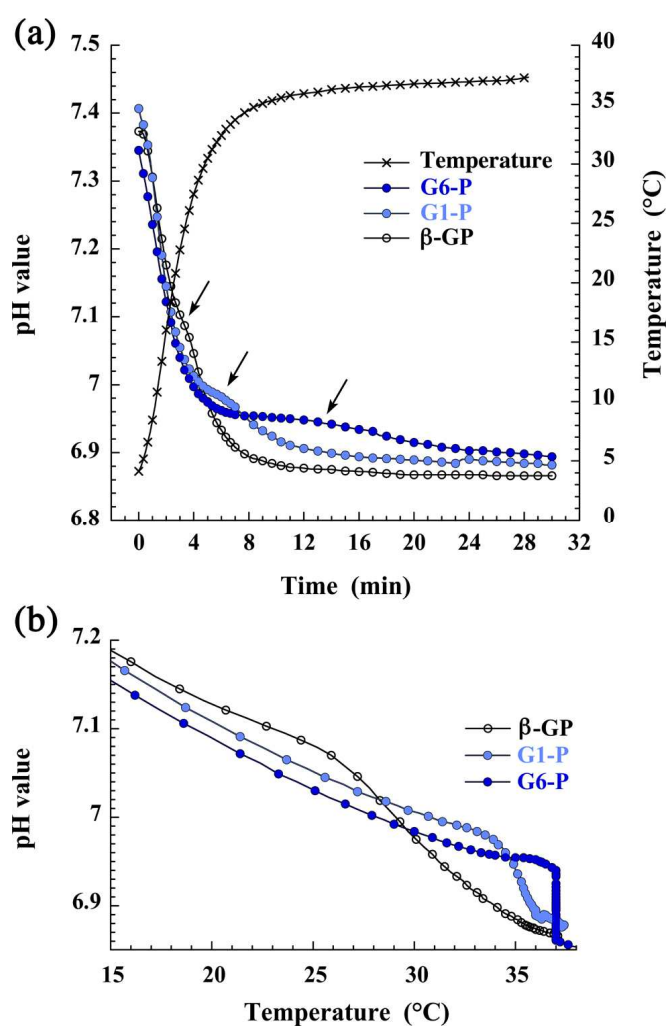 (a)
7.5
7.4
7.3
7.2
7.1
7
6.9
6.8
pH value
40
35
30
25
20
15
10
5
0
Temperature (°C)
Temperature
G6-P
G1-P
β-GP
0 4 8 12 16 20 24 28 32
Time (min)
(b)
7.2
7.1
7
6.9
pH value
β-GP
G1-P
G6-P
15 20 25 30 35
Temperature (°C)